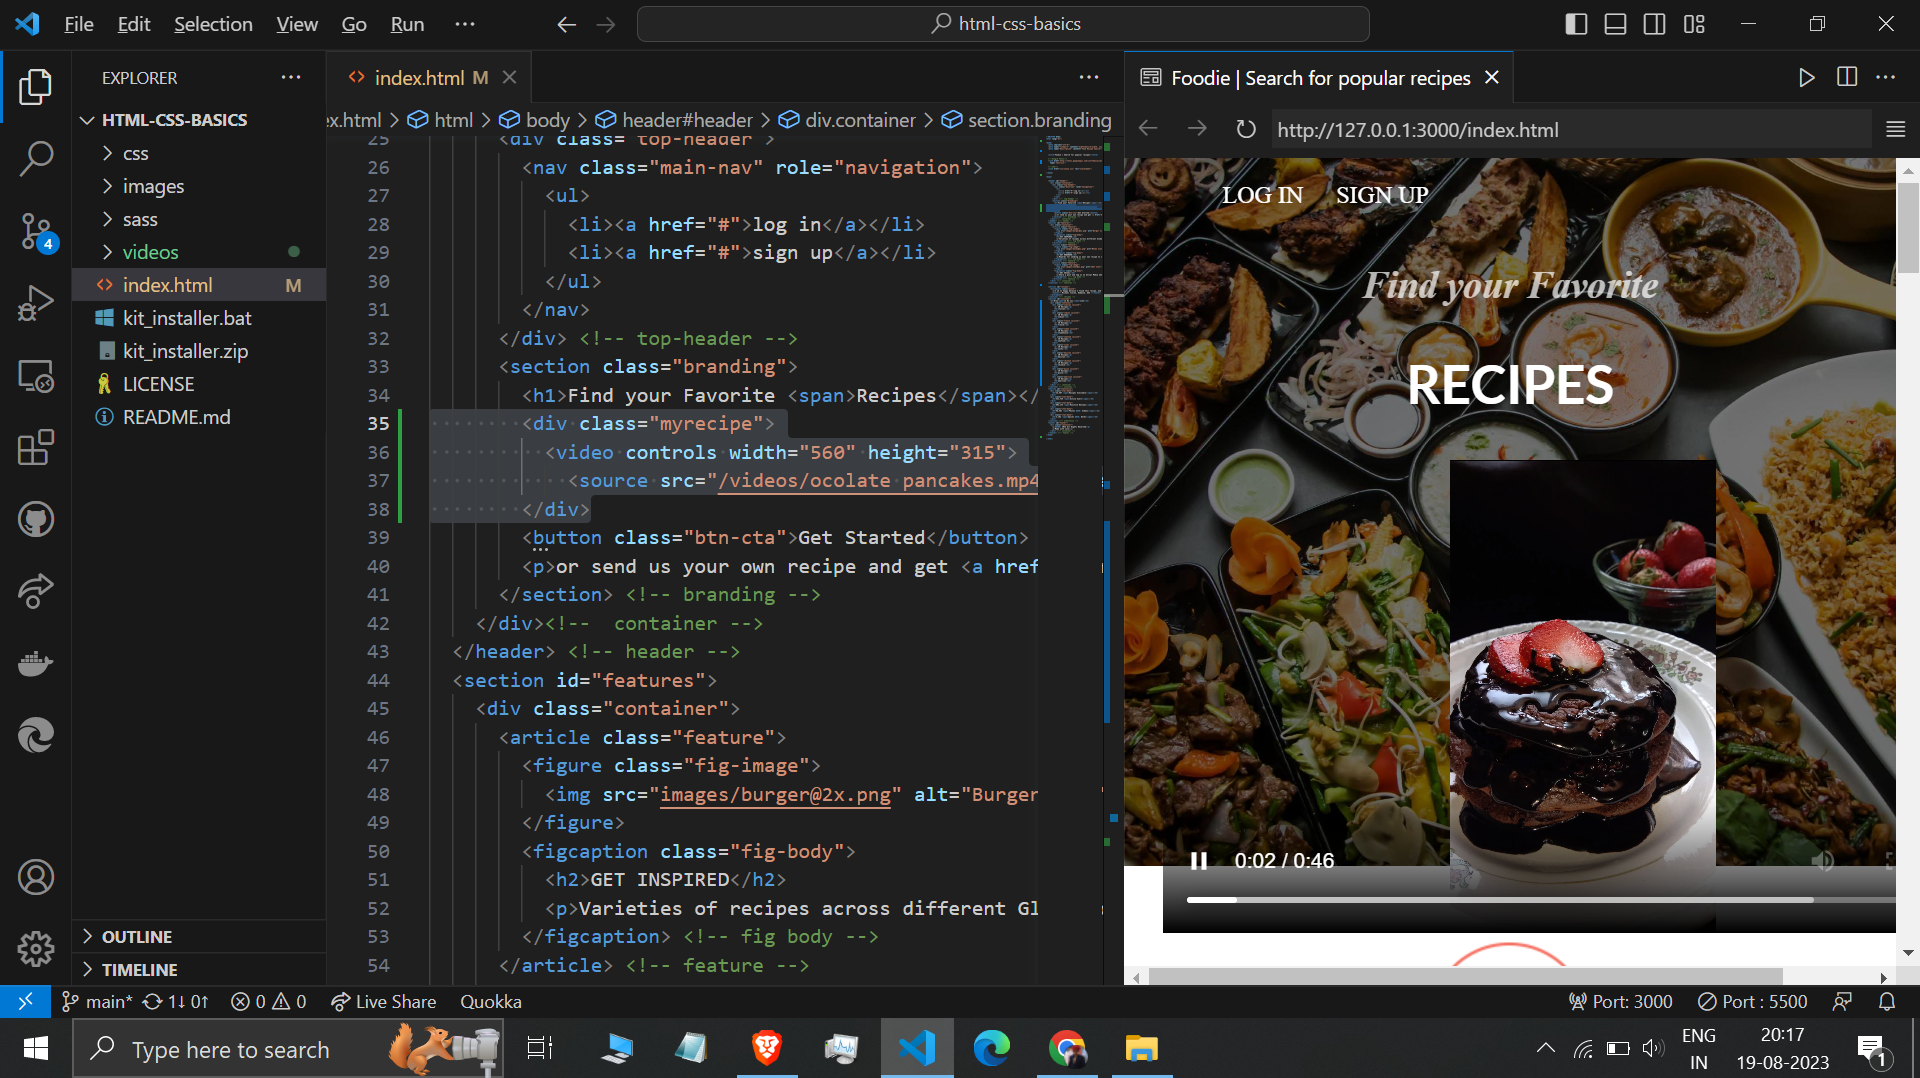 File Edit Selection View Go Run ···
html-css-basics
EXPLORER
HTML-CSS-BASICS
css
images
sass
videos
index.html M
kit_installer.bat
kit_installer.zip
LICENSE
README.md
OUTLINE
TIMELINE
4
index.html M
x.html > html > body > header#header > div.container > section.branding
25 <div class="top-header">
26 <nav class="main-nav" role="navigation">
27 <ul>
28 <li><a href="#">log in</a></li>
29 <li><a href="#">sign up</a></li>
30 </ul>
31 </nav>
32 </div> <!-- top-header -->
33 <section class="branding">
34 <h1>Find your Favorite <span>Recipes</span></
35 <div class="myrecipe">
36 <video controls width="560" height="315">
37 <source src="/videos/ocolate pancakes.mp4
38 </div>
39 <button class="btn-cta">Get Started</button>
40 <p>or send us your own recipe and get <a href
41 </section> <!-- branding -->
42 </div><!--  container -->
43 </header> <!-- header -->
44 <section id="features">
45 <div class="container">
46 <article class="feature">
47 <figure class="fig-image">
48 <img src="images/burger@2x.png" alt="Burger
49 </figure>
50 <figcaption class="fig-body">
51 <h2>GET INSPIRED</h2>
52 <p>Varieties of recipes across different Gl
53 </figcaption> <!-- fig body -->
54 </article> <!-- feature -->
Foodie | Search for popular recipes
http://127.0.0.1:3000/index.html
LOG IN SIGN UP
Find your Favorite
RECIPES
0:02 / 0:46
main* 1↓ 0↑ 0 0 Live Share Quokka
Port: 3000 Port : 5500
Type here to search
ENG
IN
20:17
19-08-2023
1